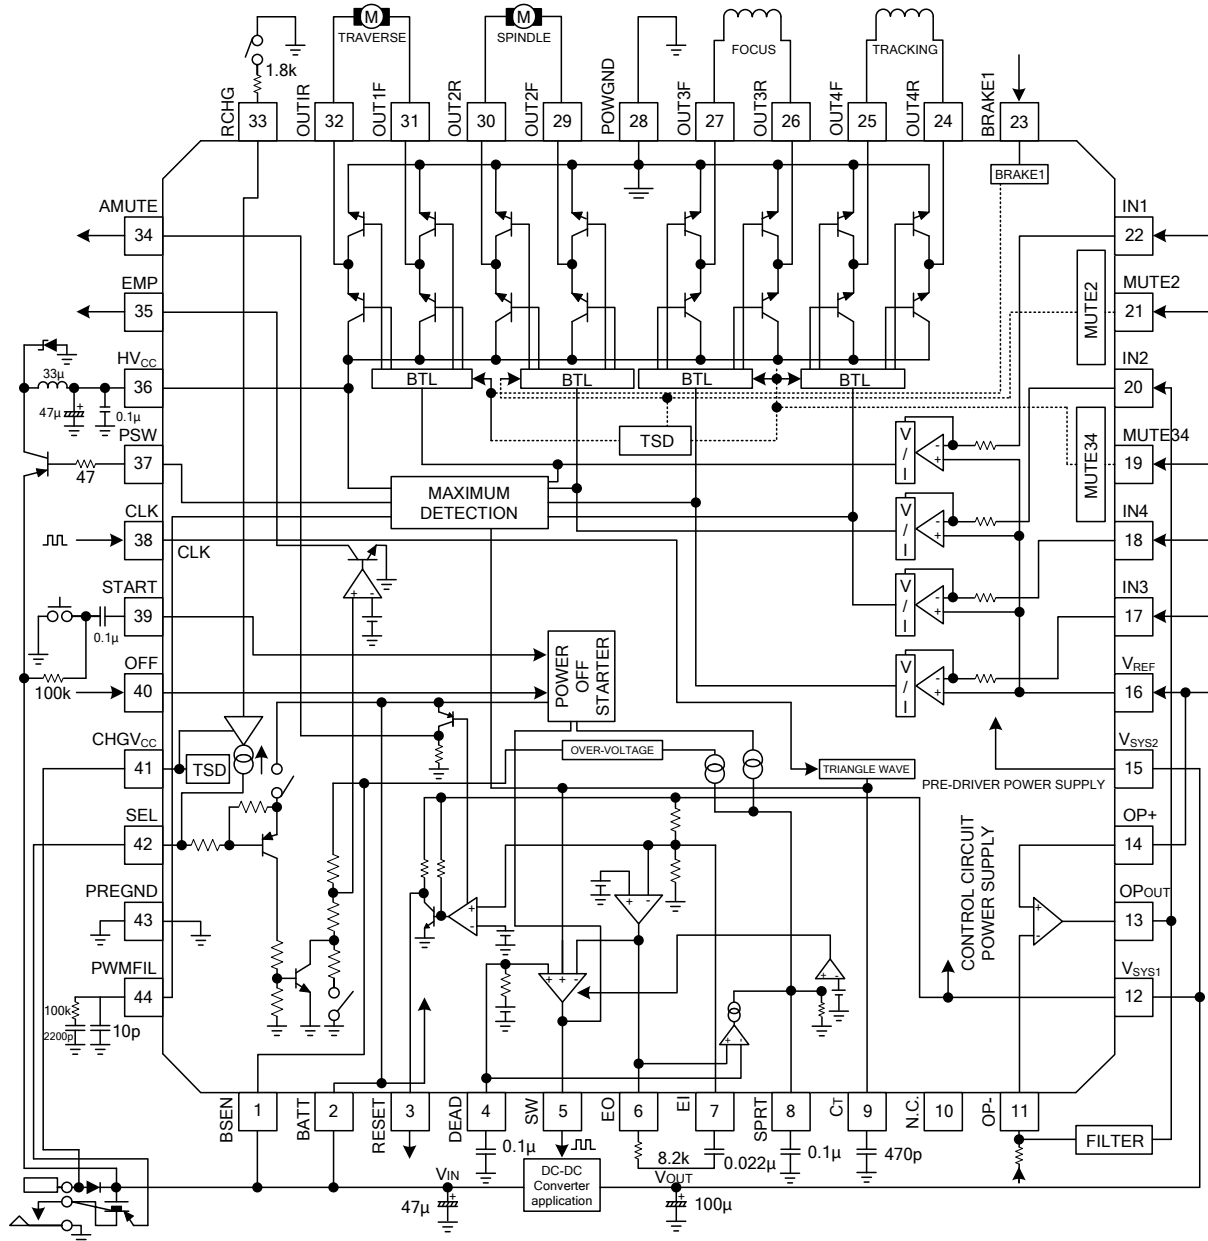 M
M
TRAVERSE
SPINDLE
FOCUS
TRACKING
1.8k
RCHG
OUTIR
OUT1F
OUT2R
OUT2F
POWGND
OUT3F
OUT3R
OUT4F
OUT4R
BRAKE1
33
32
31
30
29
28
27
26
25
24
23
BRAKE1
AMUTE
34
IN1
22
EMP
35
MUTE2
MUTE2
21
33µ
HVCC
36
47µ
+
0.1µ
BTL
BTL
BTL
BTL
IN2
20
PSW
37
47
TSD
V / I
-
+
MUTE34
MUTE34
19
MAXIMUM
DETECTION
CLK
38
CLK
V / I
-
+
IN4
18
START
39
0.1µ
+
-
V / I
-
+
IN3
17
OFF
40
100k
POWER
OFF
STARTER
V / I
-
+
VREF
16
CHGVCC
41
TSD
OVER-VOLTAGE
TRIANGLE WAVE
VSYS2
15
PRE-DRIVER POWER SUPPLY
SEL
42
OP+
14
PREGND
43
+
-
CONTROL CIRCUIT
POWER SUPPLY
+
-
OPOUT
13
PWMFIL
44
100k
2200p
10p
+ + -
+
-
VSYS1
12
+
-
1
2
3
4
5
6
7
8
9
10
11
BSEN
BATT
RESET
DEAD
SW
EO
EI
SPRT
CT
N.C.
OP-
0.1µ
8.2k
0.022µ
0.1µ
470p
FILTER
VIN
DC-DC
Converter
application
VOUT
47µ
+
+
100µ